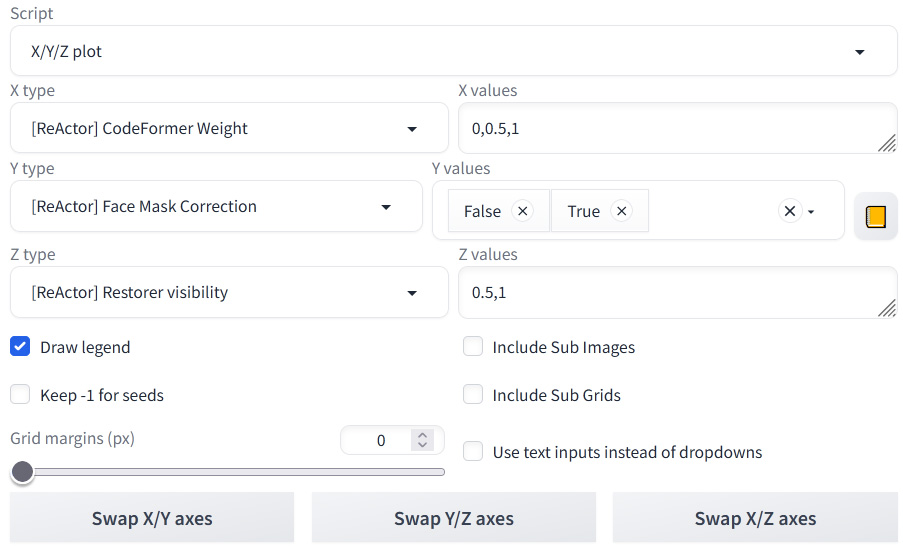 Script
X/Y/Z plot
X type
X values
[ReActor] CodeFormer Weight
0,0.5,1
Y type
Y values
[ReActor] Face Mask Correction
False
True
Z type
Z values
[ReActor] Restorer visibility
0.5,1
Draw legend
Include Sub Images
Keep -1 for seeds
Include Sub Grids
Grid margins (px)
0
Use text inputs instead of dropdowns
Swap X/Y axes
Swap Y/Z axes
Swap X/Z axes